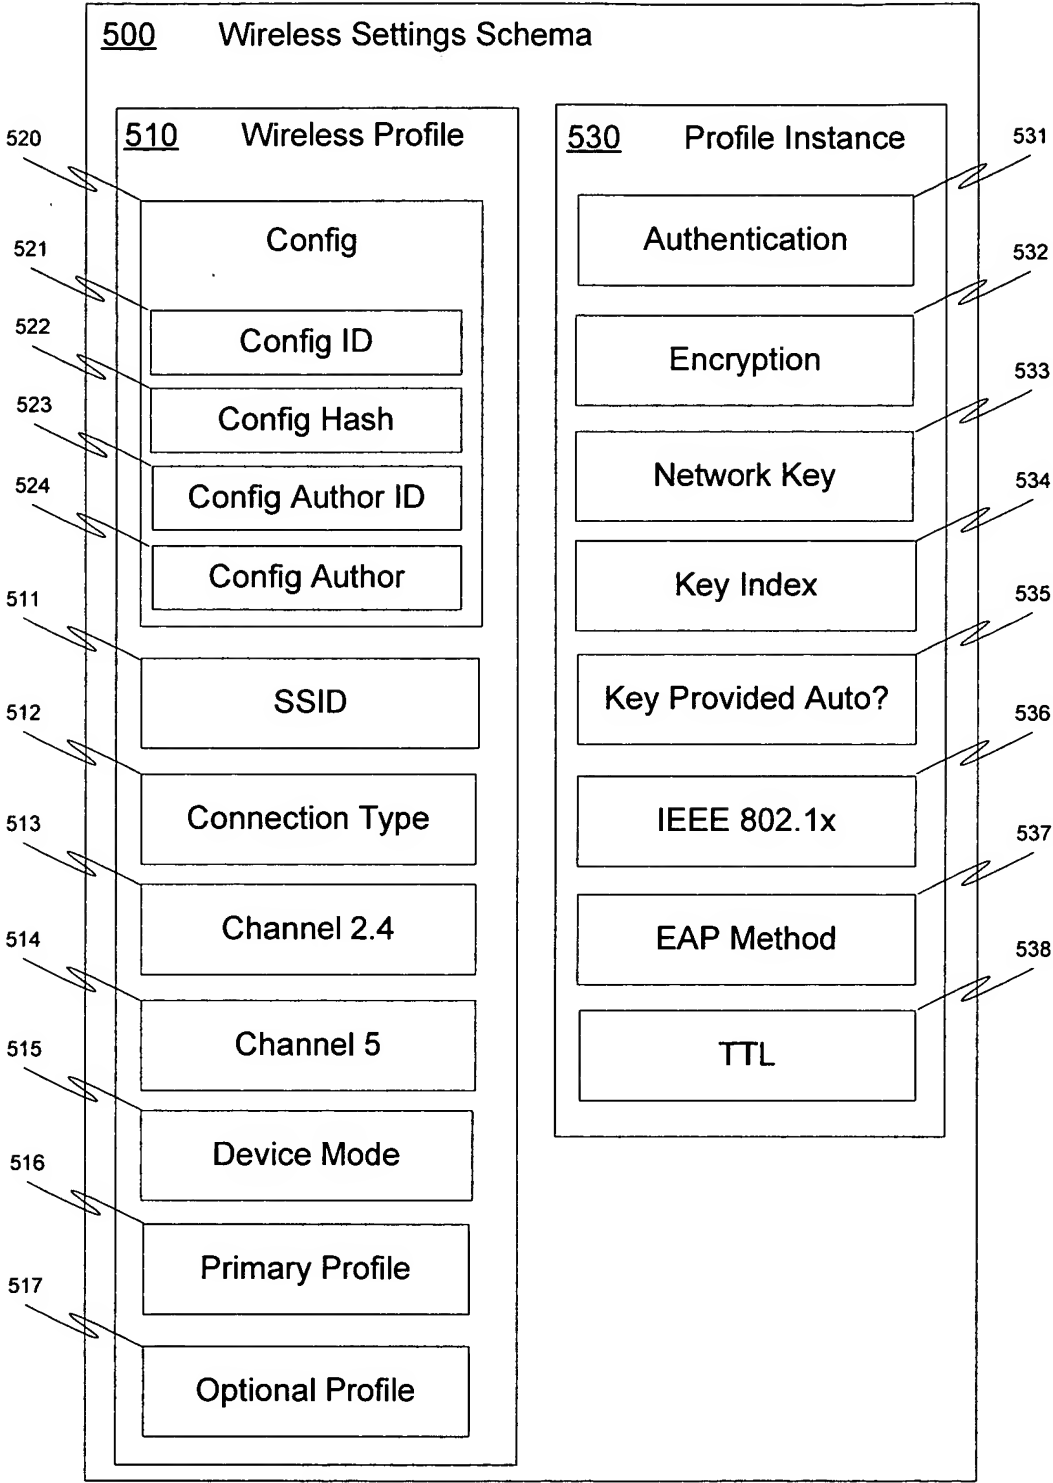 500 Wireless Settings Schema
510 Wireless Profile
520
Config
521
Config ID
522
Config Hash
523
Config Author ID
524
Config Author
511
SSID
512
Connection Type
513
Channel 2.4
514
Channel 5
515
Device Mode
516
Primary Profile
517
Optional Profile
530 Profile Instance
531
Authentication
532
Encryption
533
Network Key
534
Key Index
535
Key Provided Auto?
536
IEEE 802.1x
537
EAP Method
538
TTL